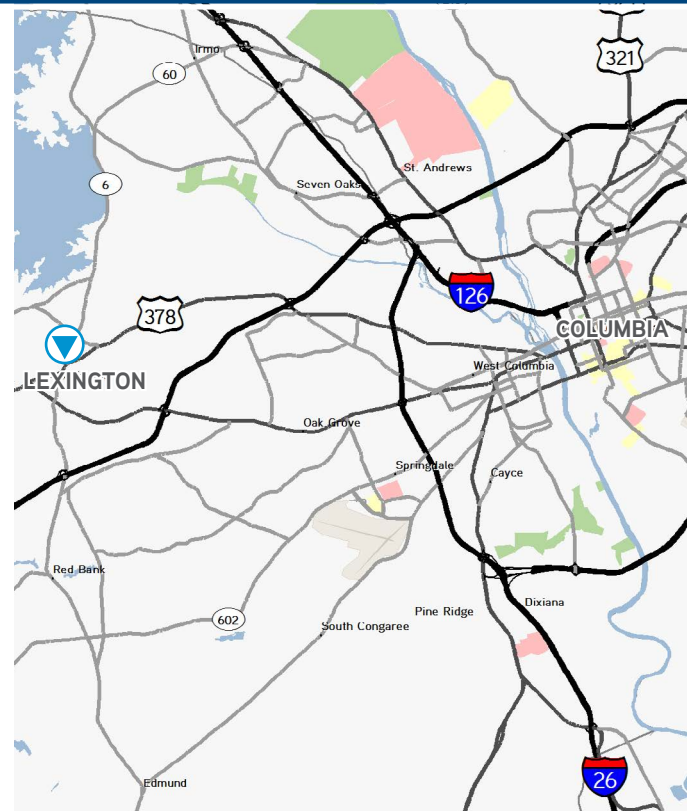 Irmo
321
60
St. Andrews
Seven Oaks
6
126
378
COLUMBIA
LEXINGTON
West Columbia
Oak Grove
Springdale
Cayce
Red Bank
Dixiana
Pine Ridge
602
South Congaree
26
Edmund